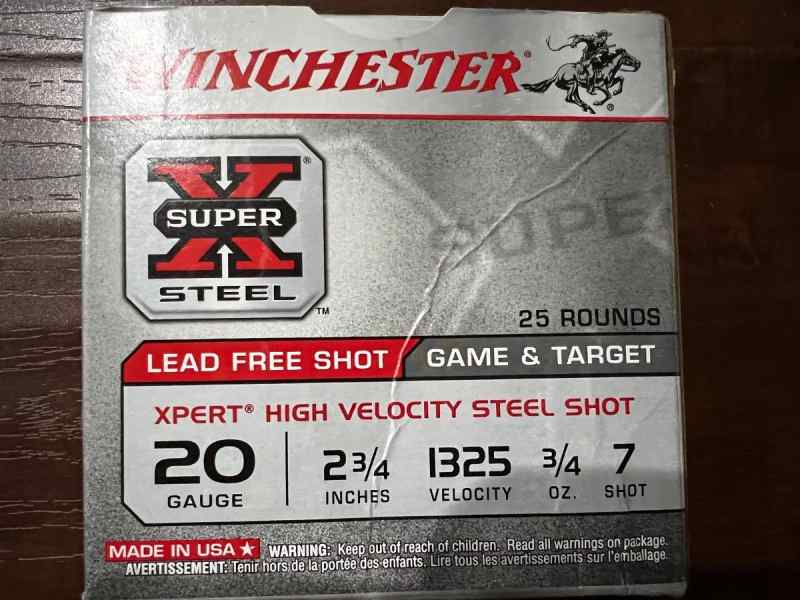 WINCHESTER®
®
X®
SUPER
STEEL™
SUPE
25 ROUNDS
LEAD FREE SHOT GAME & TARGET
XPERT® HIGH VELOCITY STEEL SHOT
20 2 3/4 1325 3/4 7
GAUGE INCHES VELOCITY OZ. SHOT
MADE IN USA★ WARNING: Keep out of reach of children. Read all warnings on package.
AVERTISSEMENT: Tenir hors de la portée des enfants. Lire tous les avertissements sur l'emballage.